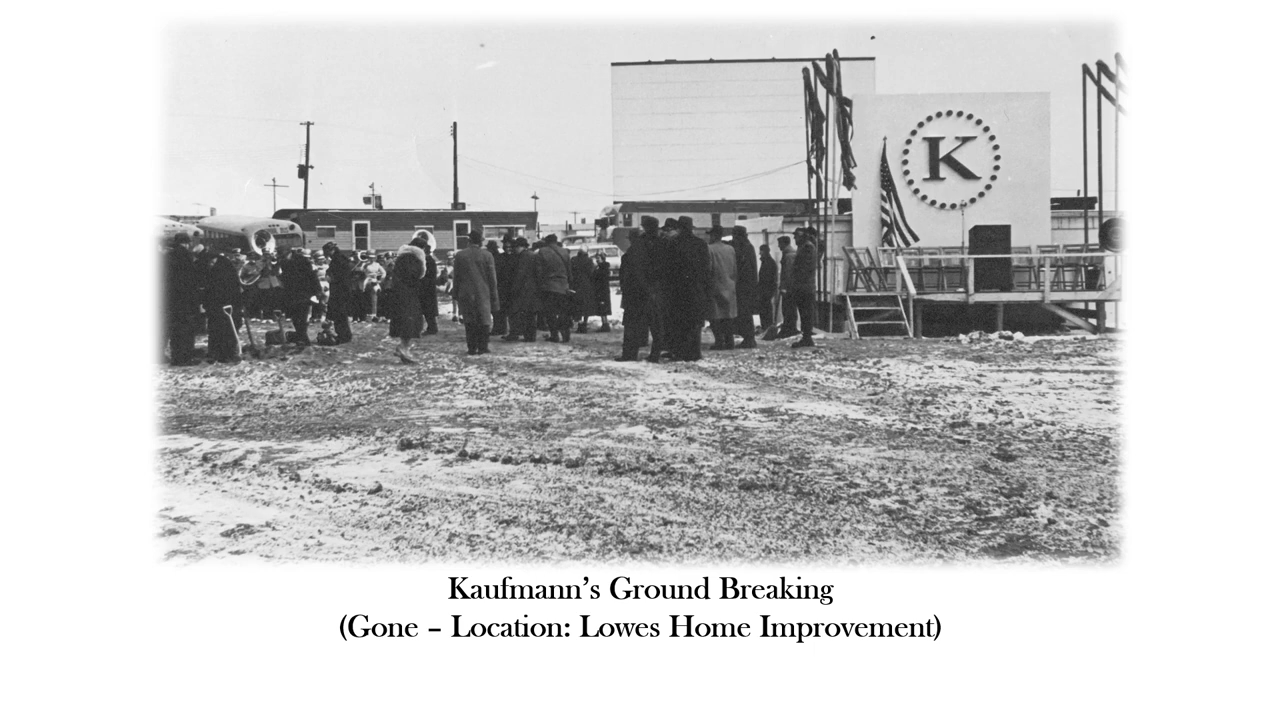 K
Kaufmann’s Ground Breaking
(Gone – Location: Lowes Home Improvement)